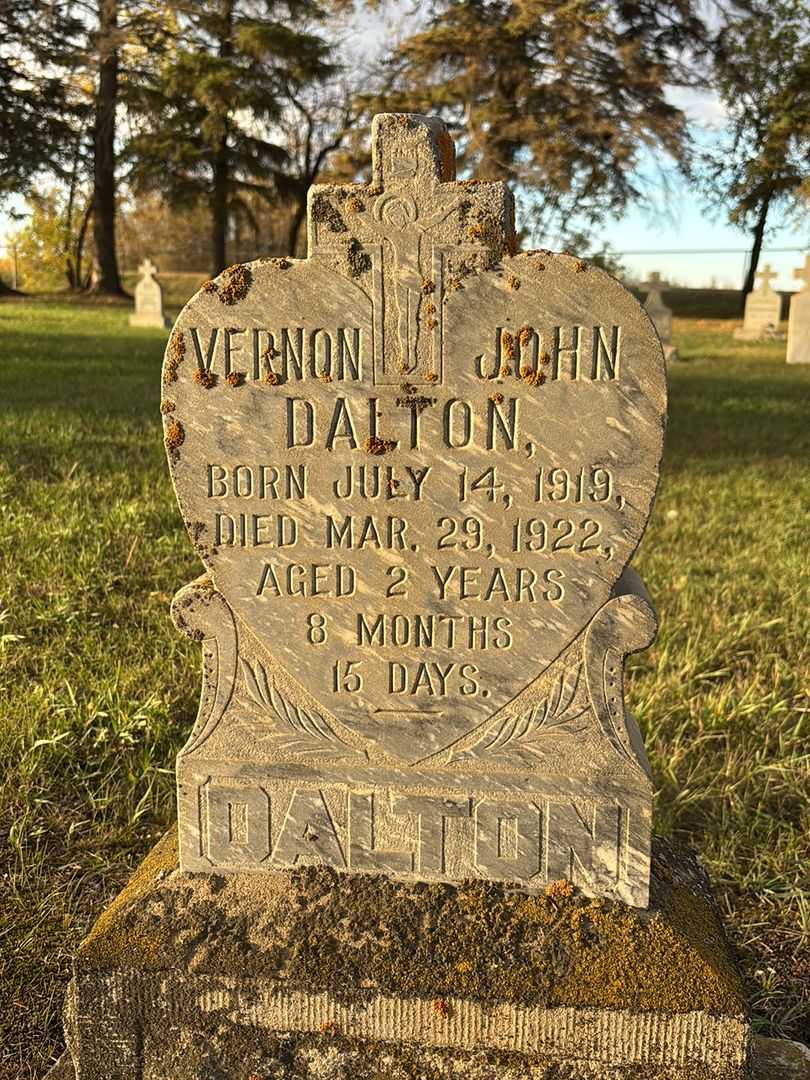 VERNON JOHN
DALTON,
BORN JULY 14, 1919,
DIED MAR. 29, 1922,
AGED 2 YEARS
8 MONTHS
15 DAYS.
DALTON